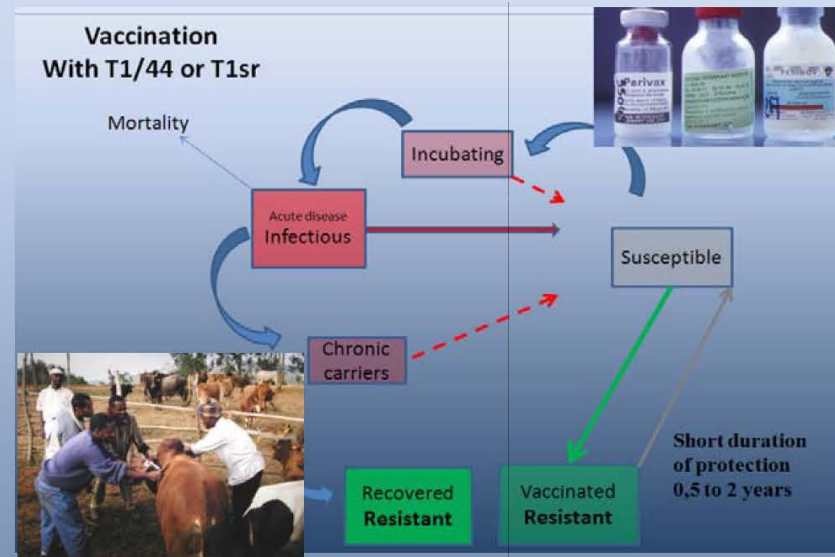 Vaccination
With T1/44 or T1sr
Mortality
Incubating
Acute disease
Infectious
Susceptible
Chronic
carriers
Recovered
Resistant
Vaccinated
Resistant
Short duration
of protection
0,5 to 2 years
Perivax
PERIBOV